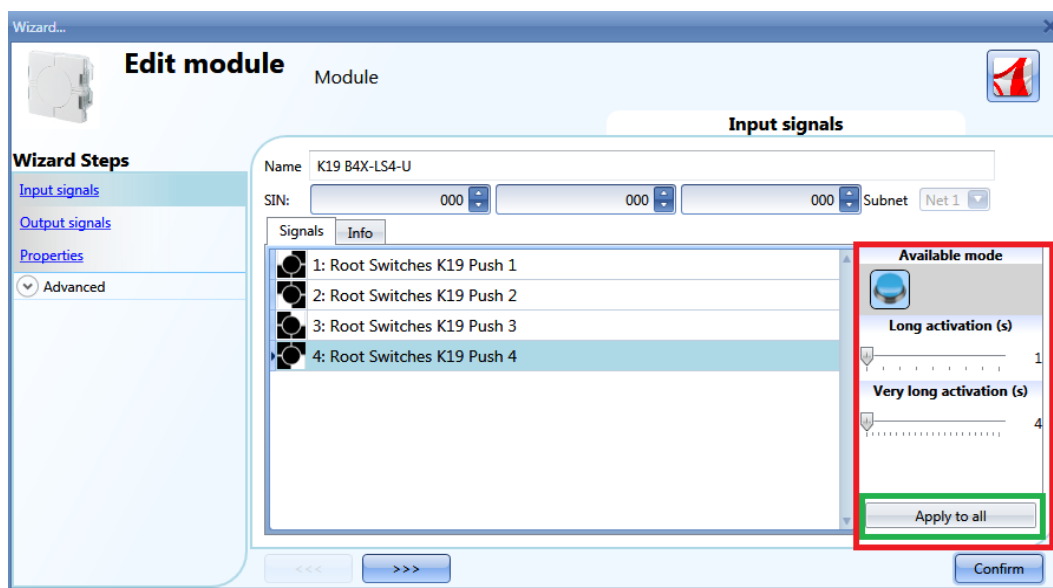 Wizard...
Edit module
Module
Input signals
Wizard Steps
Input signals
Output signals
Properties
Advanced
Name K19 B4X-LS4-U
SIN: 000 000 000 Subnet Net 1
Signals Info
1: Root Switches K19 Push 1
2: Root Switches K19 Push 2
3: Root Switches K19 Push 3
4: Root Switches K19 Push 4
Available mode
Long activation (s)
1
Very long activation (s)
4
Apply to all
<<< >>> Confirm